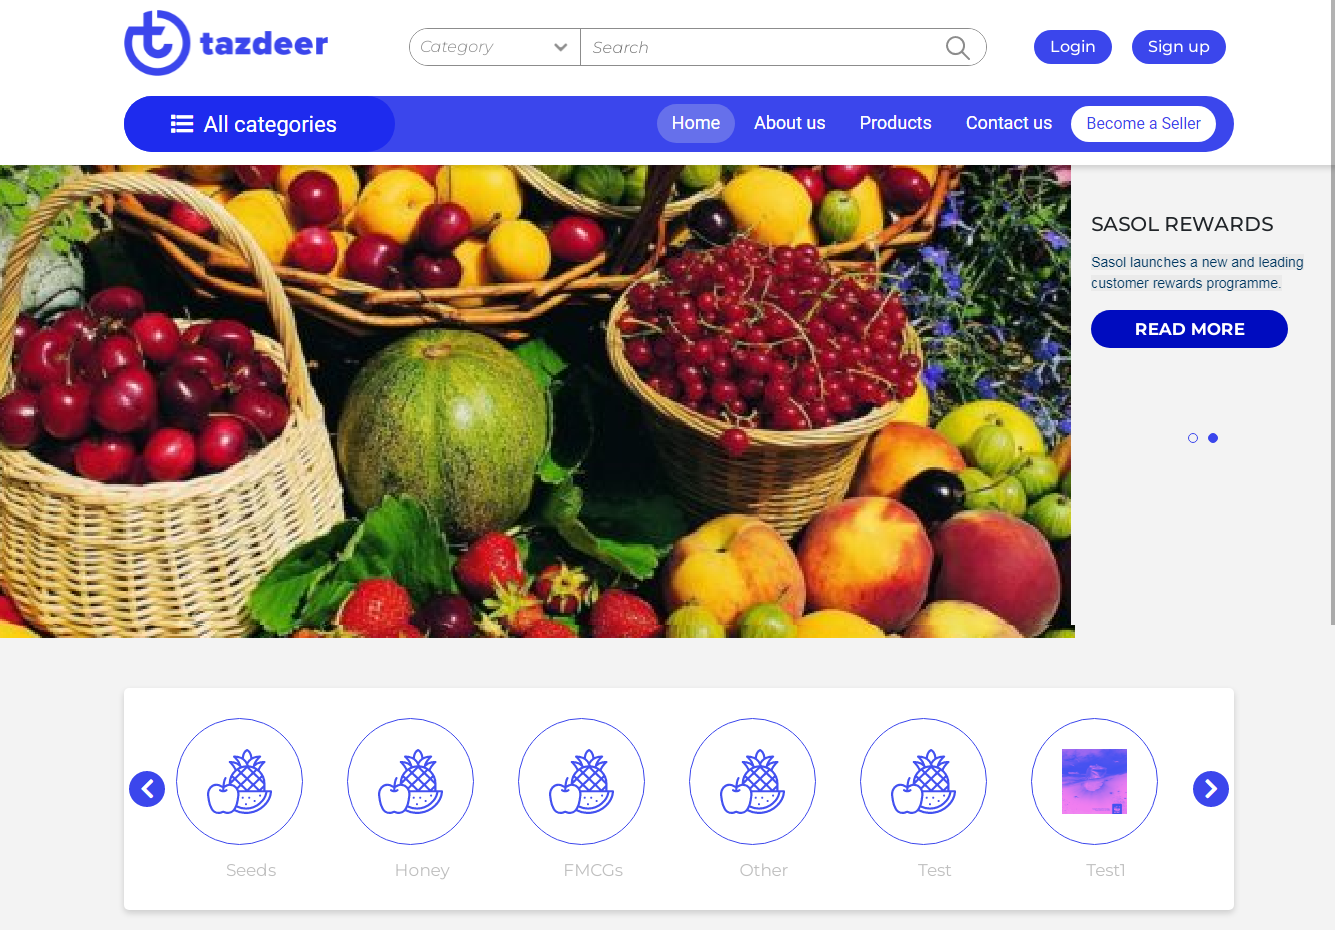 tazdeer
Category
Search
Login
Sign up
All categories
Home
About us
Products
Contact us
Become a Seller
SASOL REWARDS
Sasol launches a new and leading
customer rewards programme.
READ MORE
Seeds
Honey
FMCGs
Other
Test
Test1